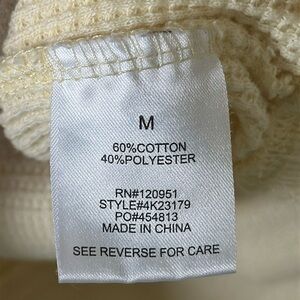 M
60%COTTON
40%POLYESTER
RN#120951
STYLE#4K23179
PO#454813
MADE IN CHINA
SEE REVERSE FOR CARE